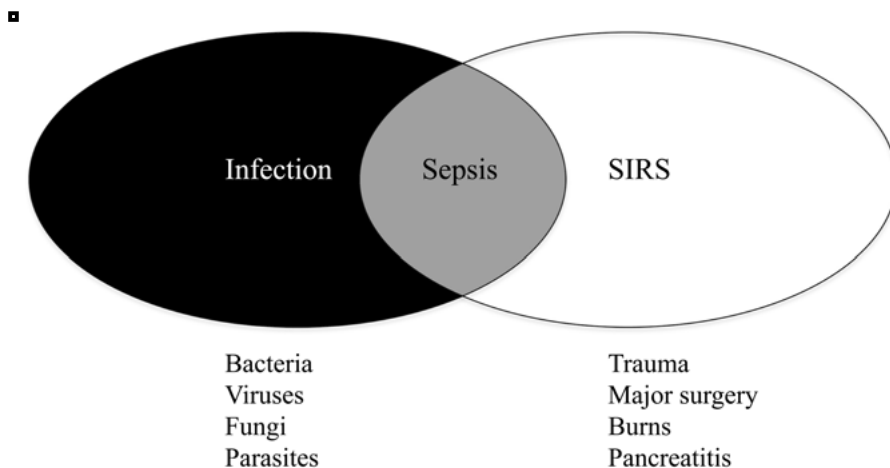 Infection
Sepsis
SIRS
Bacteria
Viruses
Fungi
Parasites
Trauma
Major surgery
Burns
Pancreatitis